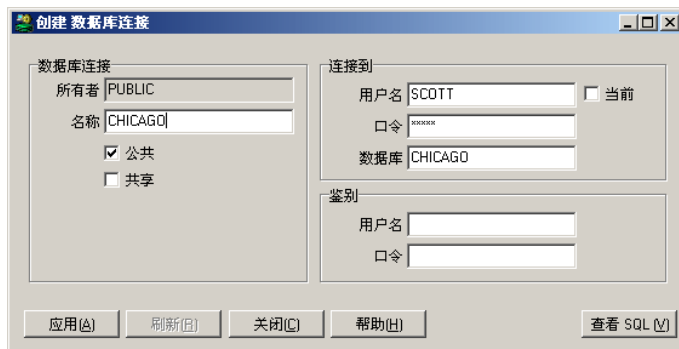 创建 数据库连接
数据库连接
所有者 PUBLIC
名称 CHICAGO
公共
共享
连接到
用户名 SCOTT 当前
口令 *****
数据库 CHICAGO
鉴别
用户名
口令
应用(A) 刷新(R) 关闭(C) 帮助(H) 查看 SQL (V)